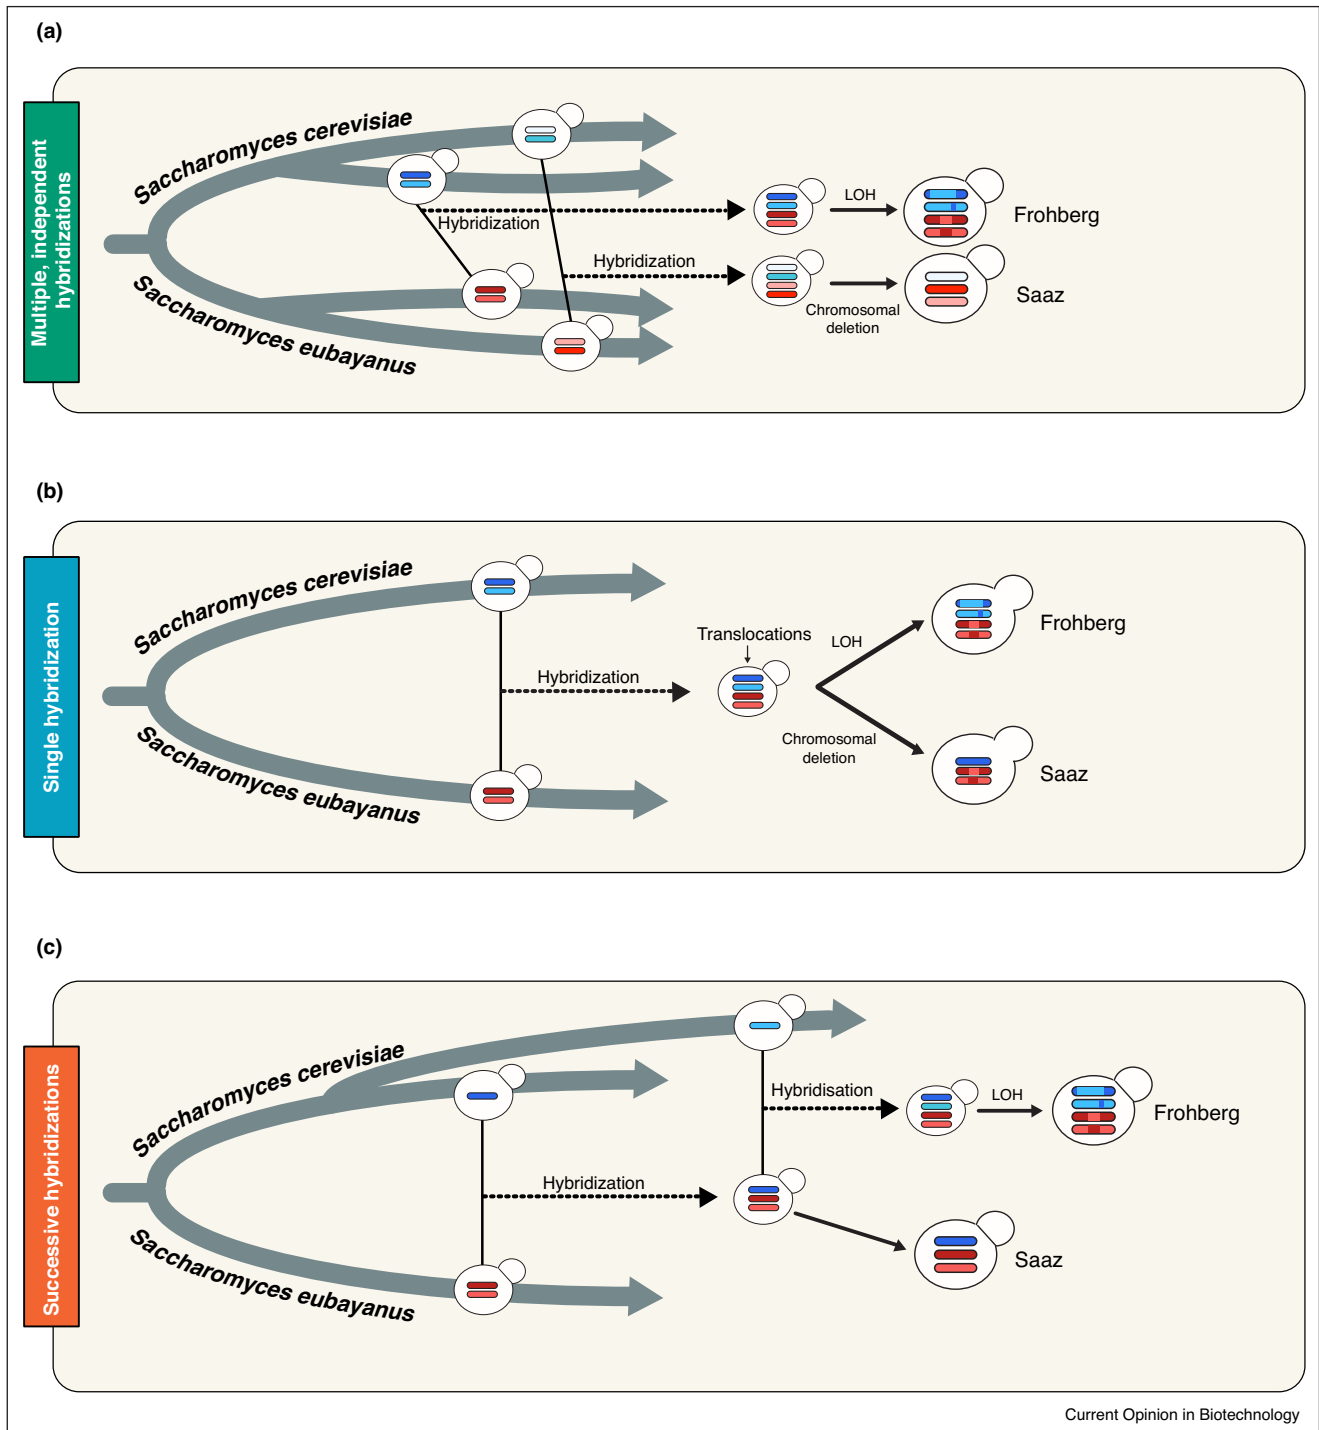 (a)
Multiple, independent
hybridizations
Saccharomyces cerevisiae
Saccharomyces eubayanus
Hybridization
Hybridization
LOH
Frohberg
Chromosomal
deletion
Saaz
(b)
Single hybridization
Saccharomyces cerevisiae
Saccharomyces eubayanus
Hybridization
Translocations
LOH
Frohberg
Chromosomal
deletion
Saaz
(c)
Successive hybridizations
Saccharomyces cerevisiae
Saccharomyces eubayanus
Hybridization
Hybridisation
LOH
Frohberg
Saaz
Current Opinion in Biotechnology